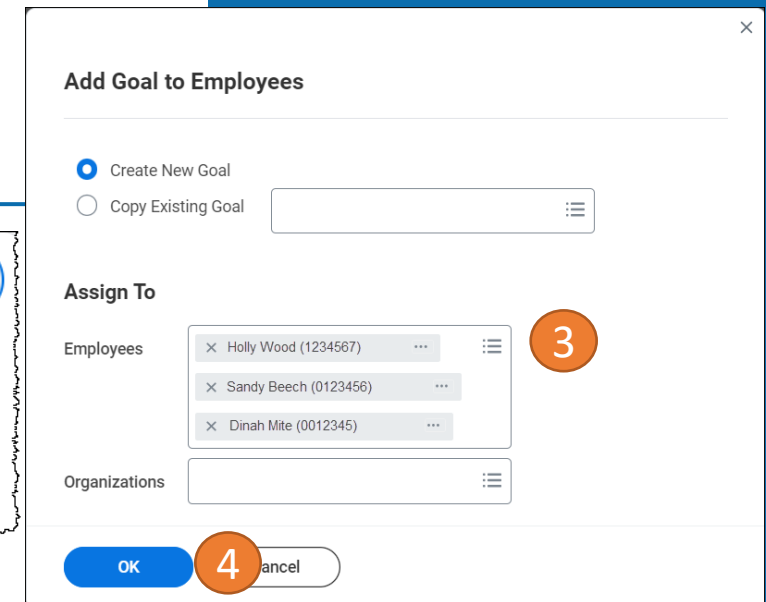 Add Goal to Employees
Create New Goal
Copy Existing Goal
Assign To
Employees
× Holly Wood (1234567) ...
3
× Sandy Beech (0123456) ...
× Dinah Mite (0012345) ...
Organizations
OK
4
ancel